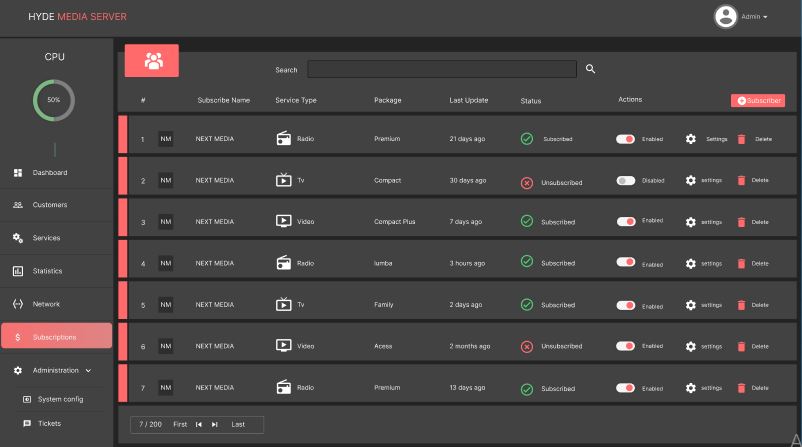 HYDE MEDIA SERVER
Admin
CPU
50%
Dashboard
Customers
Services
Statistics
Network
$ Subscriptions
Administration
System config
Tickets
Search
# Subscribe Name Service Type Package Last Update Status Actions Subscriber
1 NM NEXT MEDIA Radio Premium 21 days ago Subscribed Enabled Settings Delete
2 NM NEXT MEDIA Tv Compact 30 days ago Unsubscribed Disabled settings Delete
3 NM NEXT MEDIA Video Compact Plus 7 days ago Subscribed Enabled settings Delete
4 NM NEXT MEDIA Radio lumba 3 hours ago Subscribed Enabled settings Delete
5 NM NEXT MEDIA Tv Family 2 days ago Subscribed Enabled settings Delete
6 NM NEXT MEDIA Video Acess 2 months ago Unsubscribed Enabled settings Delete
7 NM NEXT MEDIA Radio Premium 13 days ago Subscribed Enabled settings Delete
7 / 200 First Last
A